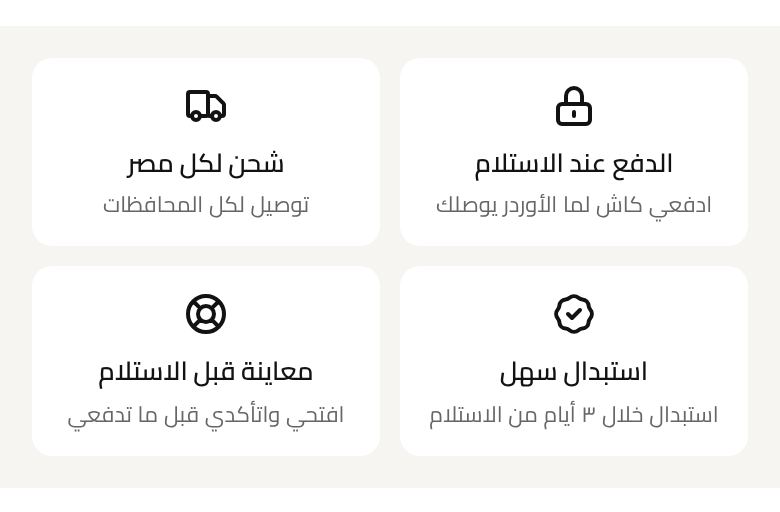 الدفع عند الاستلام
ادفعي كاش لما الأوردر يوصلك
شحن لكل مصر
توصيل لكل المحافظات
استبدال سهل
استبدال خلال ٣ أيام من الاستلام
معاينة قبل الاستلام
افتحي واتأكدي قبل ما تدفعي